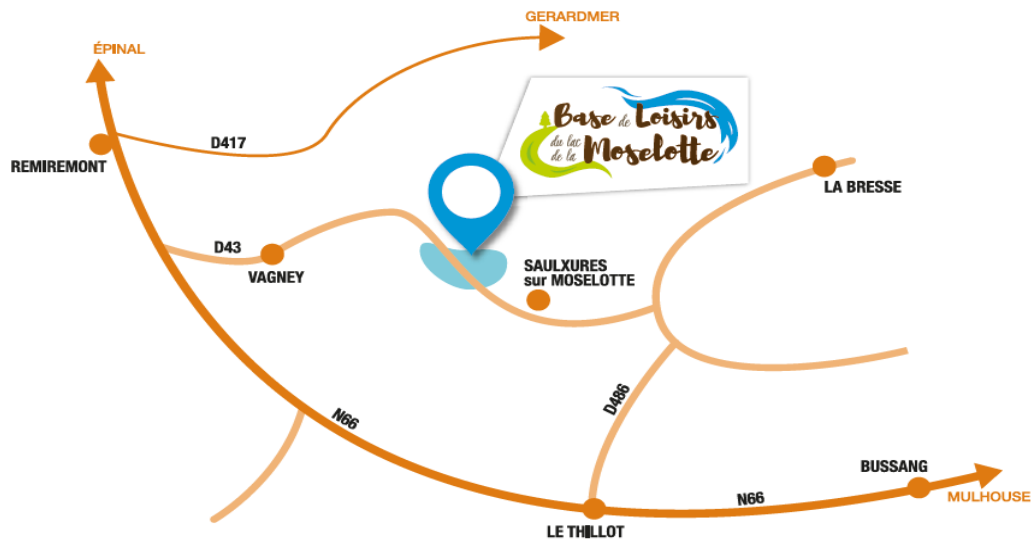 GERARDMER
ÉPINAL
Base de Loisirs
du lac
de la Moselotte
D417
REMIREMONT
LA BRESSE
D43
VAGNEY
SAULXURES
sur MOSELOTTE
D486
N66
BUSSANG
N66
MULHOUSE
LE THILLOT